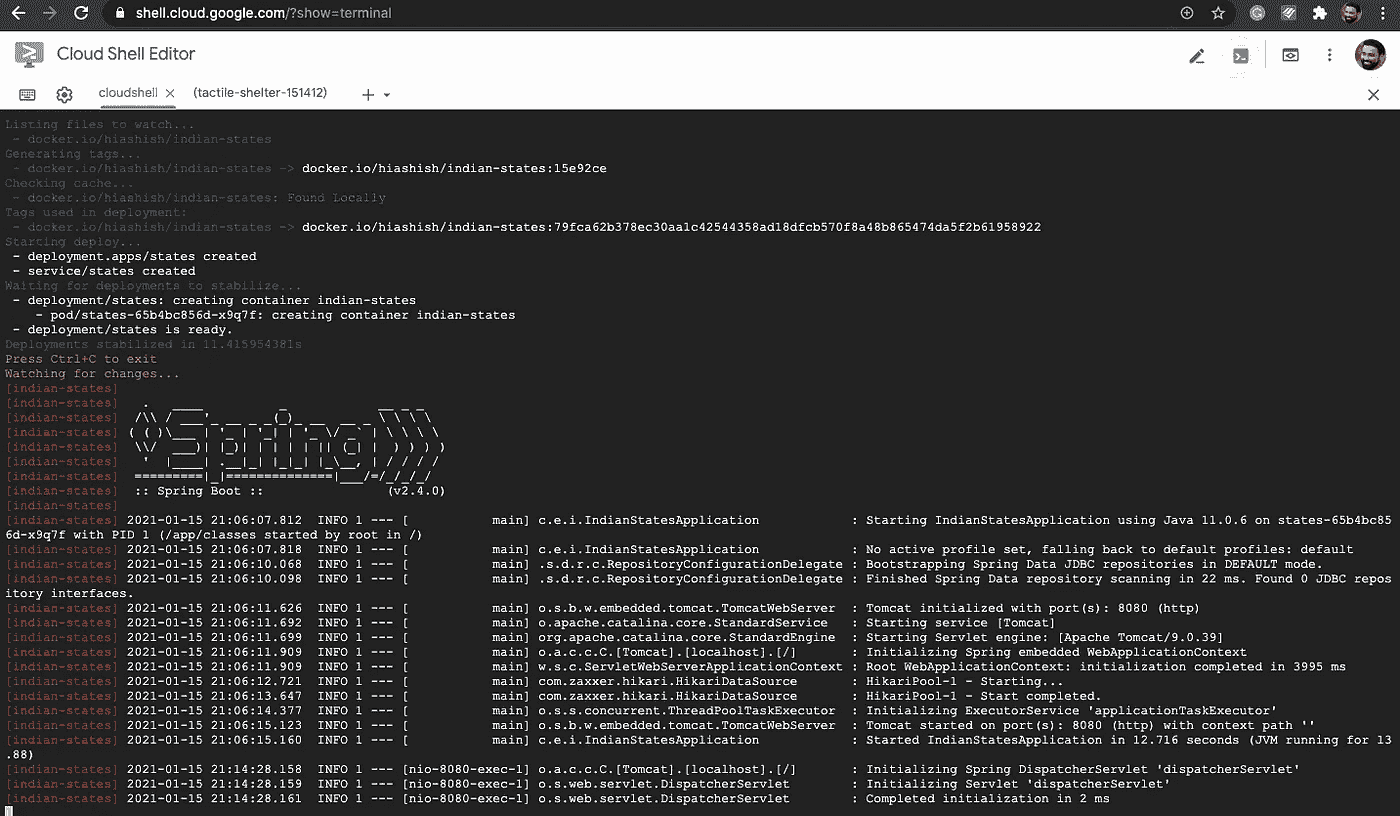 shell.cloud.google.com/?show=terminal
Cloud Shell Editor
cloudshell × (tactile-shelter-151412) +
Listing files to watch...
- docker.io/hiashish/indian-states
Generating tags...
- docker.io/hiashish/indian-states -> docker.io/hiashish/indian-states:15e92ce
Checking cache...
- docker.io/hiashish/indian-states: Found Locally
Tags used in deployment:
- docker.io/hiashish/indian-states -> docker.io/hiashish/indian-states:79fca62b378ec30aa1c42544358ad18dfcb570f8a48b865474da5f2b61958922
Starting deploy...
- deployment.apps/states created
- service/states created
Waiting for deployments to stabilize...
- deployment/states: creating container indian-states
- pod/states-65b4bc856d-x9q7f: creating container indian-states
- deployment/states is ready.
Deployments stabilized in 11.415954381s
Press Ctrl+C to exit
Watching for changes...
[indian-states]
[indian-states]
[indian-states]
[indian-states]
[indian-states]
[indian-states]
[indian-states]
[indian-states] :: Spring Boot :: (v2.4.0)
[indian-states]
[indian-states] 2021-01-15 21:06:07.812 INFO 1 --- [ main] c.e.i.IndianStatesApplication : Starting IndianStatesApplication using Java 11.0.6 on states-65b4bc85
6d-x9q7f with PID 1 (/app/classes started by root in /)
[indian-states] 2021-01-15 21:06:07.818 INFO 1 --- [ main] c.e.i.IndianStatesApplication : No active profile set, falling back to default profiles: default
[indian-states] 2021-01-15 21:06:10.068 INFO 1 --- [ main] .s.d.r.c.RepositoryConfigurationDelegate : Bootstrapping Spring Data JDBC repositories in DEFAULT mode.
[indian-states] 2021-01-15 21:06:10.098 INFO 1 --- [ main] .s.d.r.c.RepositoryConfigurationDelegate : Finished Spring Data repository scanning in 22 ms. Found 0 JDBC repos
itory interfaces.
[indian-states] 2021-01-15 21:06:11.626 INFO 1 --- [ main] o.s.b.w.embedded.tomcat.TomcatWebServer : Tomcat initialized with port(s): 8080 (http)
[indian-states] 2021-01-15 21:06:11.692 INFO 1 --- [ main] o.apache.catalina.core.StandardService : Starting service [Tomcat]
[indian-states] 2021-01-15 21:06:11.699 INFO 1 --- [ main] org.apache.catalina.core.StandardEngine : Starting Servlet engine: [Apache Tomcat/9.0.39]
[indian-states] 2021-01-15 21:06:11.909 INFO 1 --- [ main] o.a.c.c.C.[Tomcat].[localhost].[/] : Initializing Spring embedded WebApplicationContext
[indian-states] 2021-01-15 21:06:11.909 INFO 1 --- [ main] w.s.c.ServletWebServerApplicationContext : Root WebApplicationContext: initialization completed in 3995 ms
[indian-states] 2021-01-15 21:06:12.721 INFO 1 --- [ main] com.zaxxer.hikari.HikariDataSource : HikariPool-1 - Starting...
[indian-states] 2021-01-15 21:06:13.647 INFO 1 --- [ main] com.zaxxer.hikari.HikariDataSource : HikariPool-1 - Start completed.
[indian-states] 2021-01-15 21:06:14.377 INFO 1 --- [ main] o.s.s.concurrent.ThreadPoolTaskExecutor : Initializing ExecutorService 'applicationTaskExecutor'
[indian-states] 2021-01-15 21:06:15.123 INFO 1 --- [ main] o.s.b.w.embedded.tomcat.TomcatWebServer : Tomcat started on port(s): 8080 (http) with context path ''
[indian-states] 2021-01-15 21:06:15.160 INFO 1 --- [ main] c.e.i.IndianStatesApplication : Started IndianStatesApplication in 12.716 seconds (JVM running for 13
.88)
[indian-states] 2021-01-15 21:14:28.158 INFO 1 --- [nio-8080-exec-1] o.a.c.c.C.[Tomcat].[localhost].[/] : Initializing Spring DispatcherServlet 'dispatcherServlet'
[indian-states] 2021-01-15 21:14:28.159 INFO 1 --- [nio-8080-exec-1] o.s.web.servlet.DispatcherServlet : Initializing Servlet 'dispatcherServlet'
[indian-states] 2021-01-15 21:14:28.161 INFO 1 --- [nio-8080-exec-1] o.s.web.servlet.DispatcherServlet : Completed initialization in 2 ms